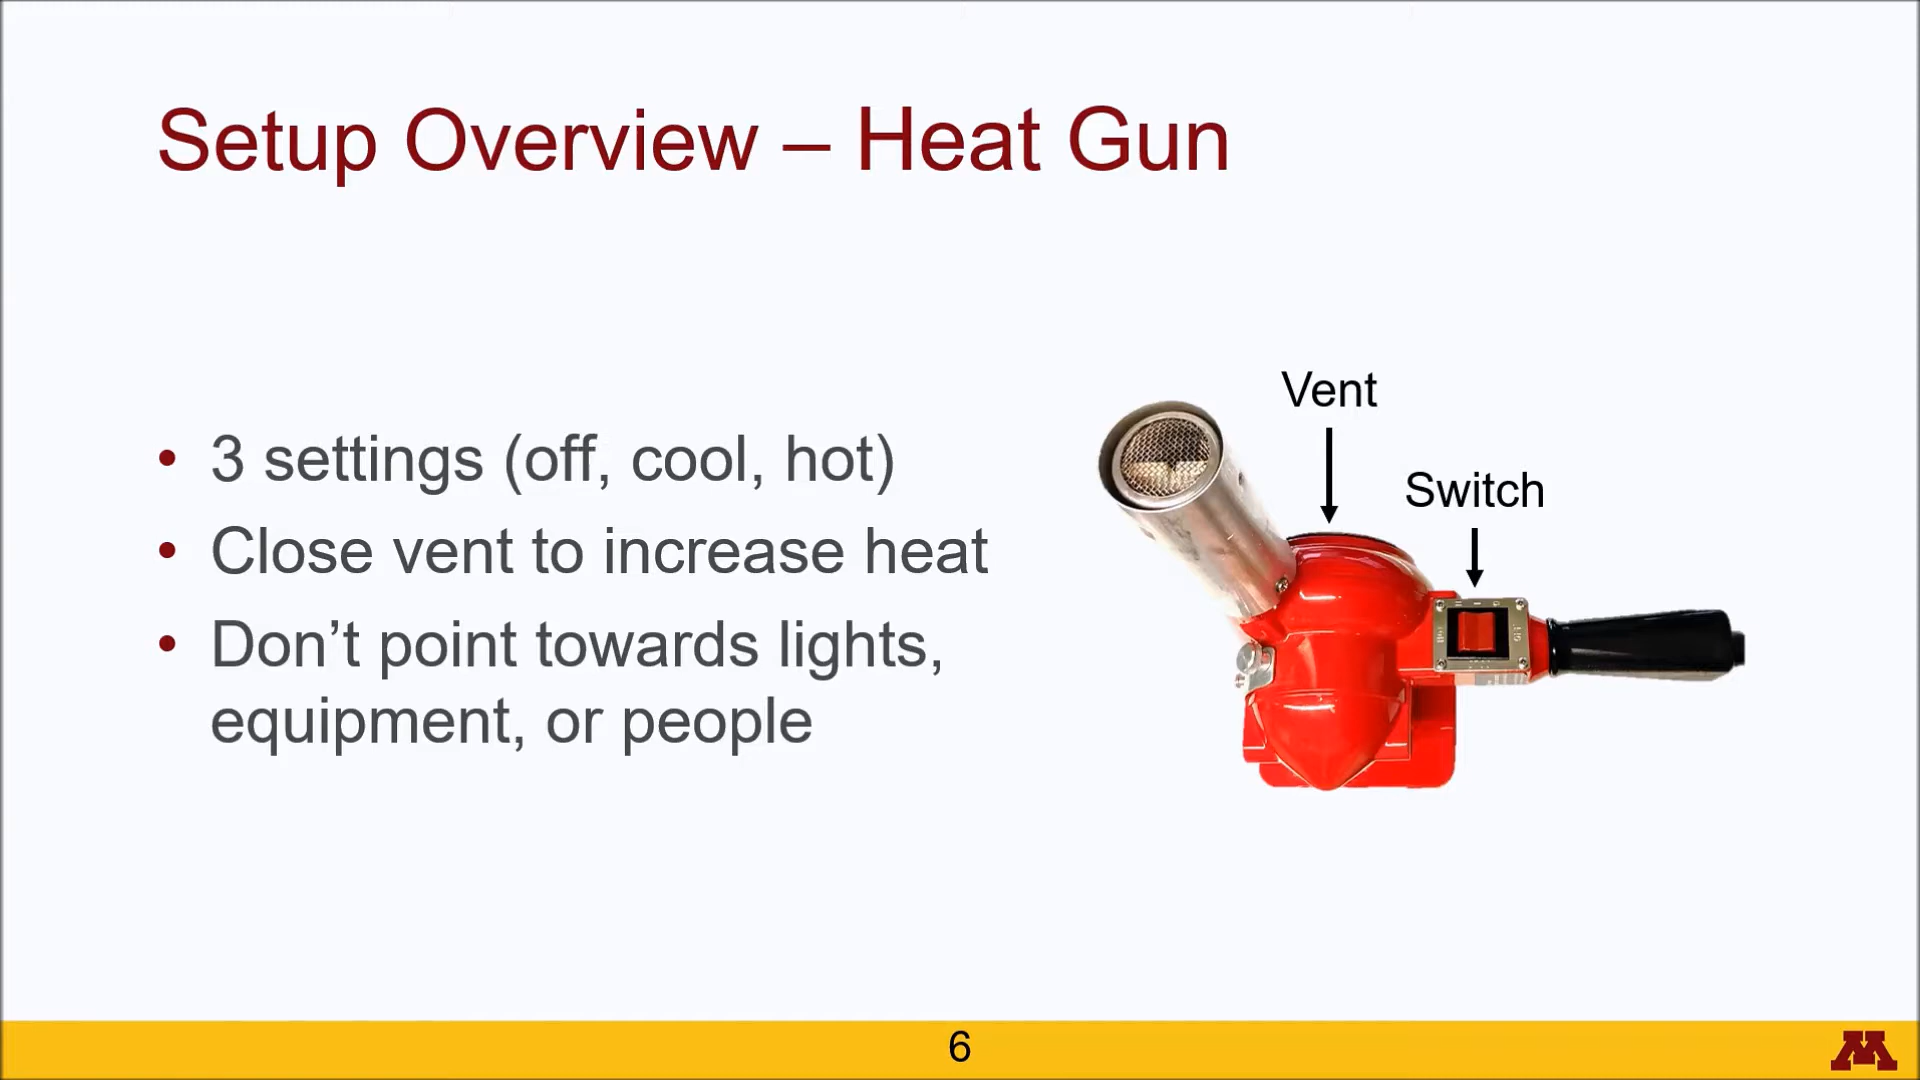 Setup Overview – Heat Gun
• 3 settings (off, cool, hot)
• Close vent to increase heat
• Don’t point towards lights,
equipment, or people
Vent
Switch
6
M